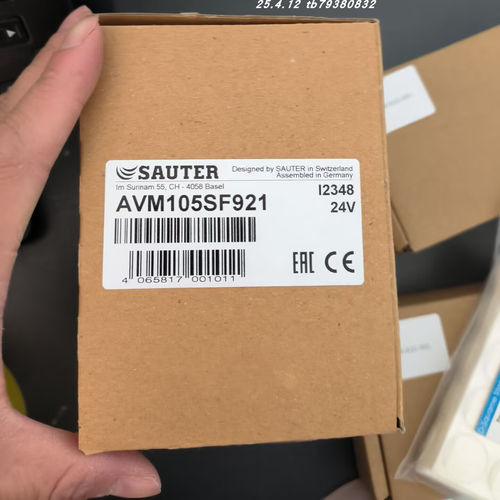 25.4.12 tb79380832
SAUTER
Designed by SAUTER in Switzerland
Assembled in Germany
Im Surinam 55, CH - 4058 Basel
AVM105SF921
I2348
24V
4 065817 001011
EAC CE